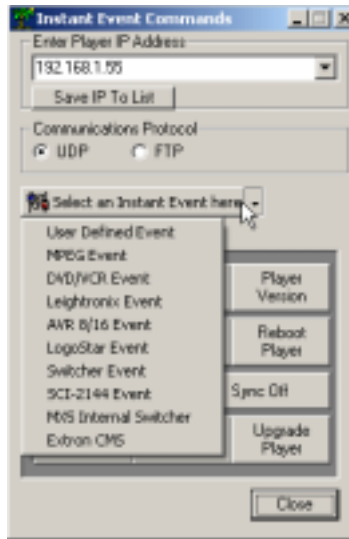 Instant Event Commands
Enter Player IP Address
192.168.1.55
Save IP To List
Communications Protocol
UDP FTP
Select an Instant Event here
User Defined Event
MPEG Event
DVD/VCR Event
Leightronix Event
AVR 8/16 Event
LogoStar Event
Switcher Event
SCI-2144 Event
MXS Internal Switcher
Extron CMS
Player
Version
Reboot
Player
Sync Off
Upgrade
Player
Close